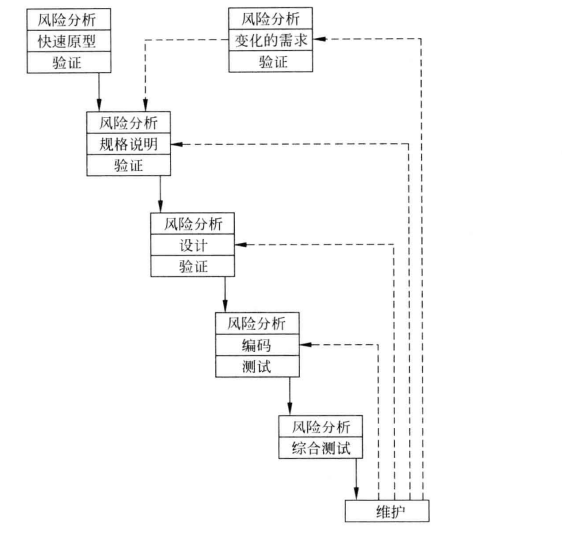 风险分析
快速原型
验证
风险分析
变化的需求
验证
风险分析
规格说明
验证
风险分析
设计
验证
风险分析
编码
测试
风险分析
综合测试
维护